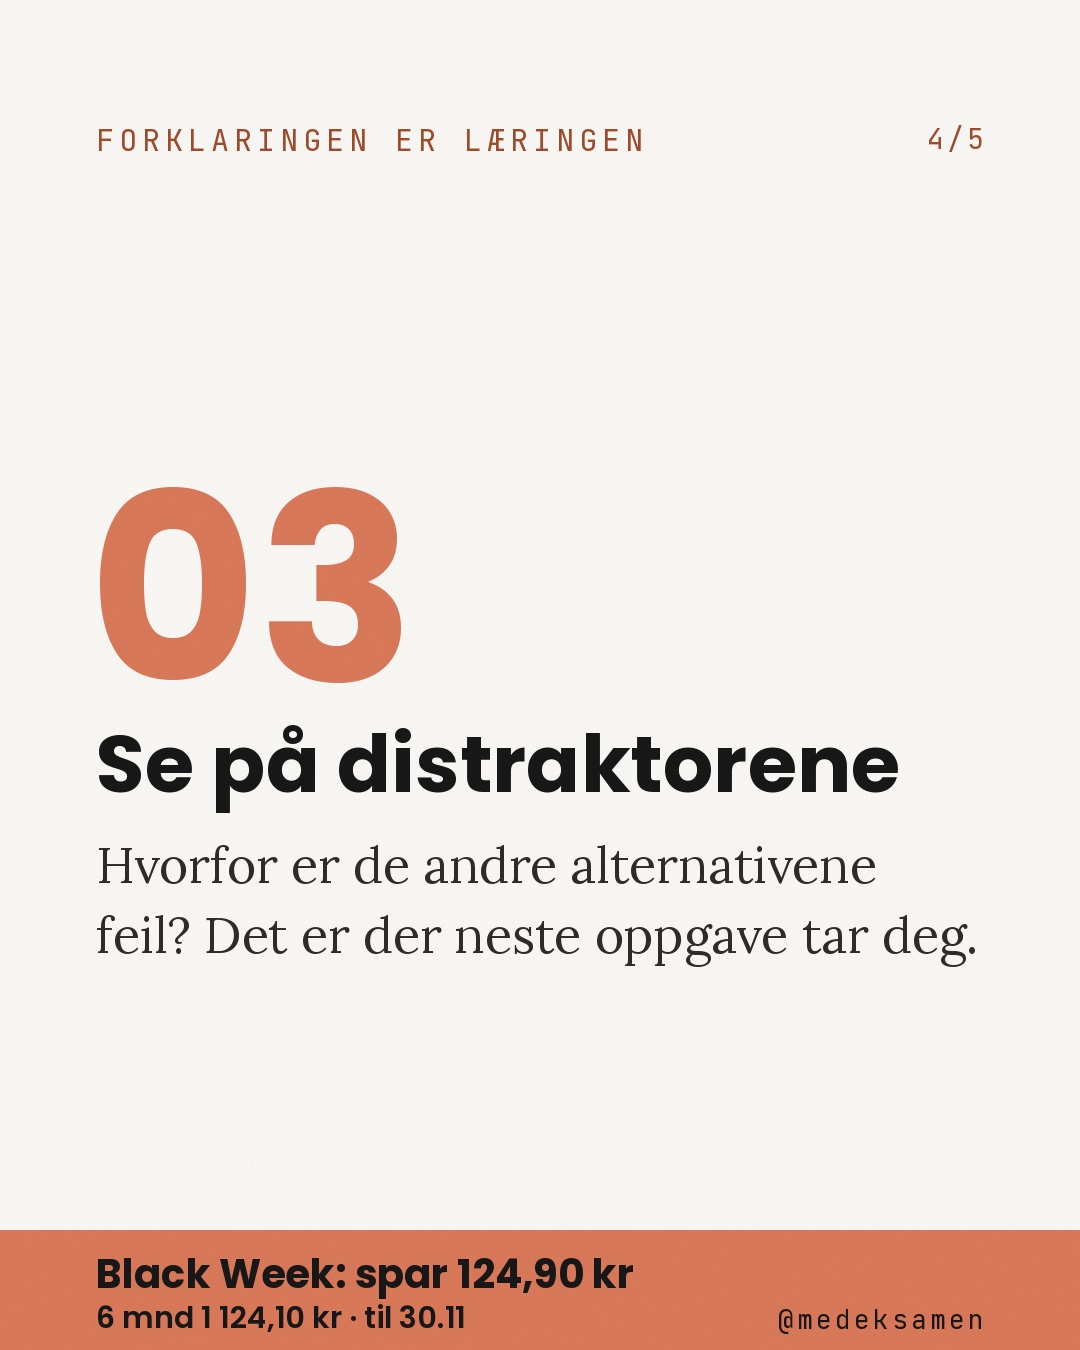 FORKLARINGEN ER LÆRINGEN
4/5
03
Se på distraktorene
Hvorfor er de andre alternativene
feil? Det er der neste oppgave tar deg.
Black Week: spar 124,90 kr
6 mnd 1 124,10 kr · til 30.11
@medeksamen